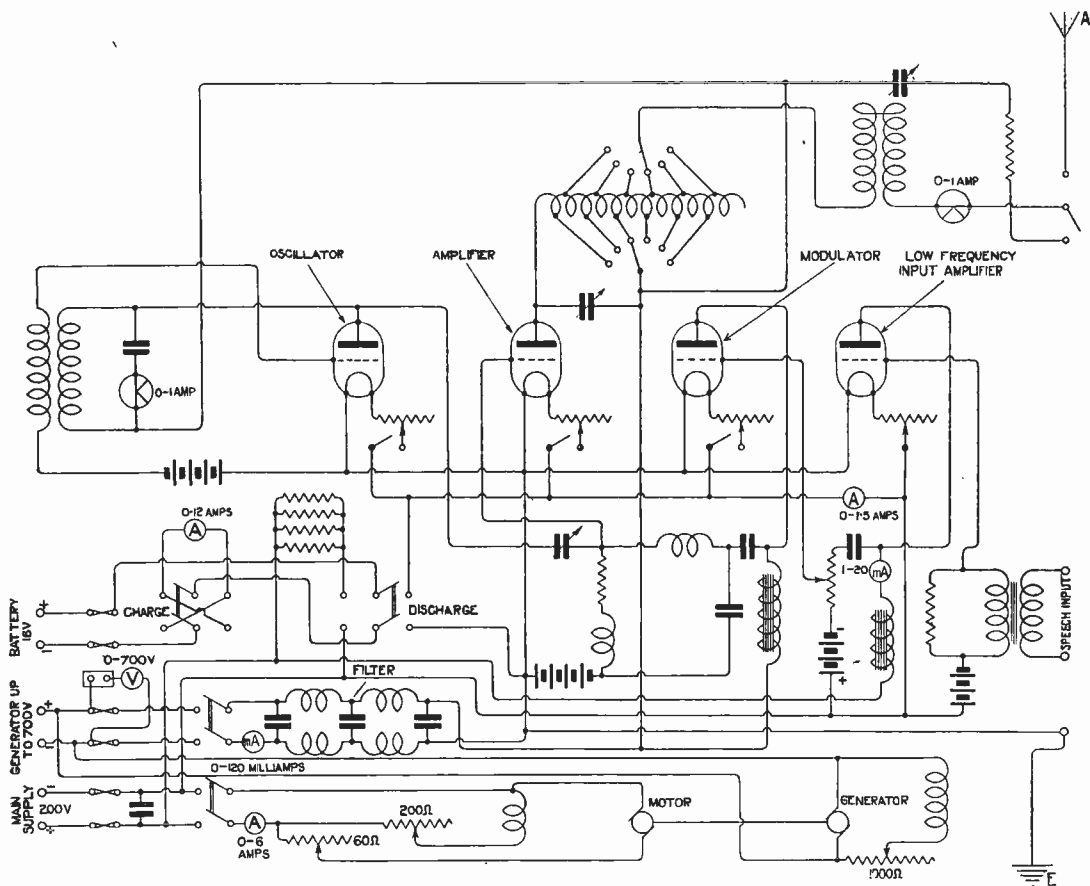 A
0-1 AMP
OSCILLATOR
AMPLIFIER
MODULATOR
LOW FREQUENCY
INPUT AMPLIFIER
0-1 AMP
0-12 AMPS
A
A
0-1·5 AMPS
+
BATTERY
16V
-
CHARGE
DISCHARGE
1-20
mA
-
+
SPEECH INPUT
0-700V
V
FILTER
+
GENERATOR UP
TO 700V
-
mA
0-120 MILLIAMPS
-
MAIN
SUPPLY
200V
+
A
0-6
AMPS
60Ω
200Ω
MOTOR
GENERATOR
1000Ω
E